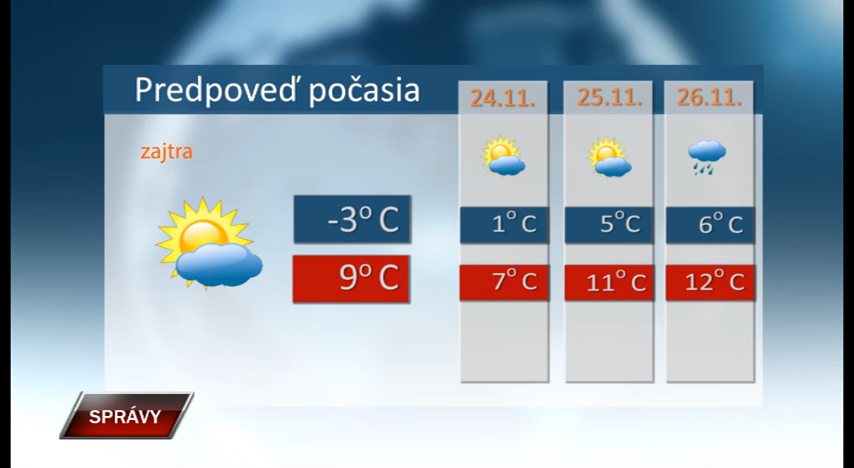 Predpoveď počasia
zajtra
-3° C
9° C
24.11.
1° C
7° C
25.11.
5°C
11° C
26.11.
6° C
12° C
SPRÁVY